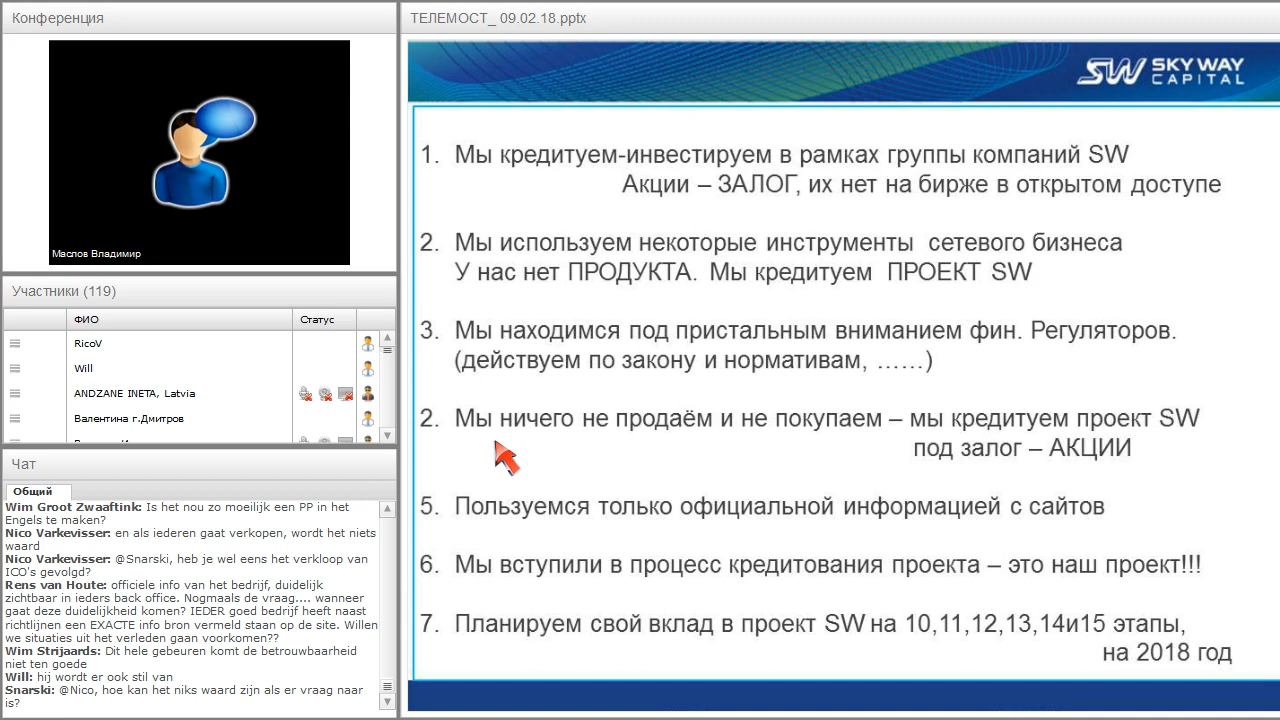 Конференция
Маслов Владимир
Участники (119)
ФИО
Статус
RicoV
Will
ANDZANE INETA, Latvia
Валентина г.Дмитров
Чат
Общий
Wim Groot Zwaaftink: Is het nou zo moeilijk een PP in het
Engels te maken?
Nico Varkevisser: en als iederen gaat verkopen, wordt het niets
waard
Nico Varkevisser: @Snarski, heb je wel eens het verkloop van
ICO's gevolgd?
Rens van Houte: officiele info van het bedrijf, duidelijk
zichtbaar in ieders back office. Nogmaals de vraag.... wanneer
gaat deze duidelijkheid komen? IEDER goed bedrijf heeft naast
richtlijnen een EXACTE info bron vermeld staan op de site. Willen
we situaties uit het verleden gaan voorkomen??
Wim Strijaards: Dit hele gebeuren komt de betrouwbaarheid
niet ten goede
Will: hij wordt er ook stil van
Snarski: @Nico, hoe kan het niks waard zijn als er vraag naar
is?
ТЕЛЕМОСТ_ 09.02.18.pptx
SW SKY WAY
CAPITAL
1. Мы кредитуем-инвестируем в рамках группы компаний SW
Акции – ЗАЛОГ, их нет на бирже в открытом доступе
2. Мы используем некоторые инструменты сетевого бизнеса
У нас нет ПРОДУКТА. Мы кредитуем ПРОЕКТ SW
3. Мы находимся под пристальным вниманием фин. Регуляторов.
(действуем по закону и нормативам, ……)
2. Мы ничего не продаём и не покупаем – мы кредитуем проект SW
под залог – АКЦИИ
5. Пользуемся только официальной информацией с сайтов
6. Мы вступили в процесс кредитования проекта – это наш проект!!!
7. Планируем свой вклад в проект SW на 10,11,12,13,14и15 этапы,
на 2018 год